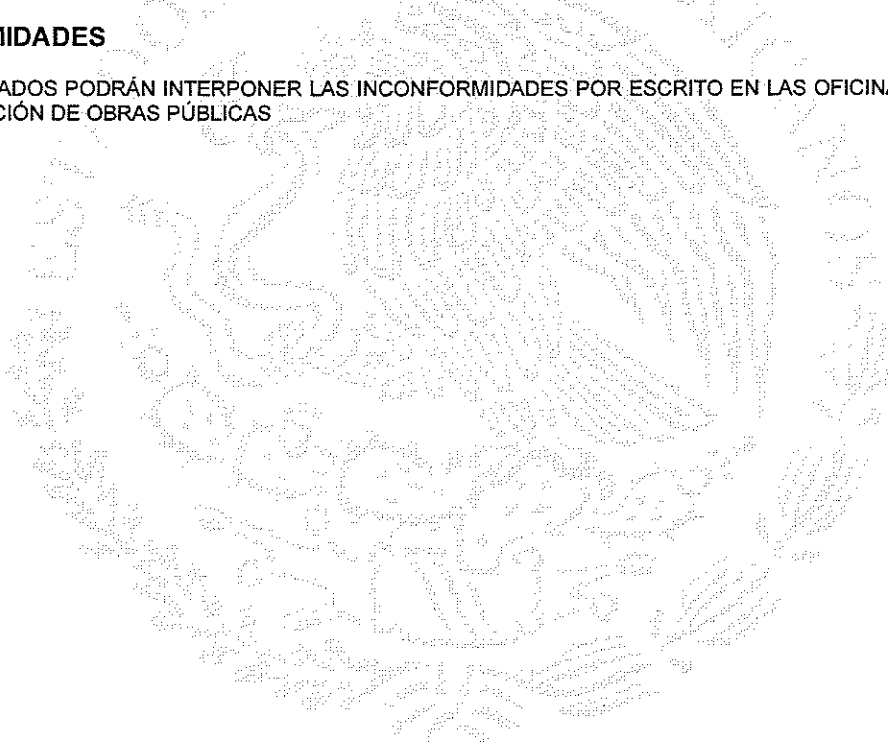 MIDADES
ADOS PODRÁN INTERPONER LAS INCONFORMIDADES POR ESCRITO EN LAS OFICINA
CIÓN DE OBRAS PÚBLICAS